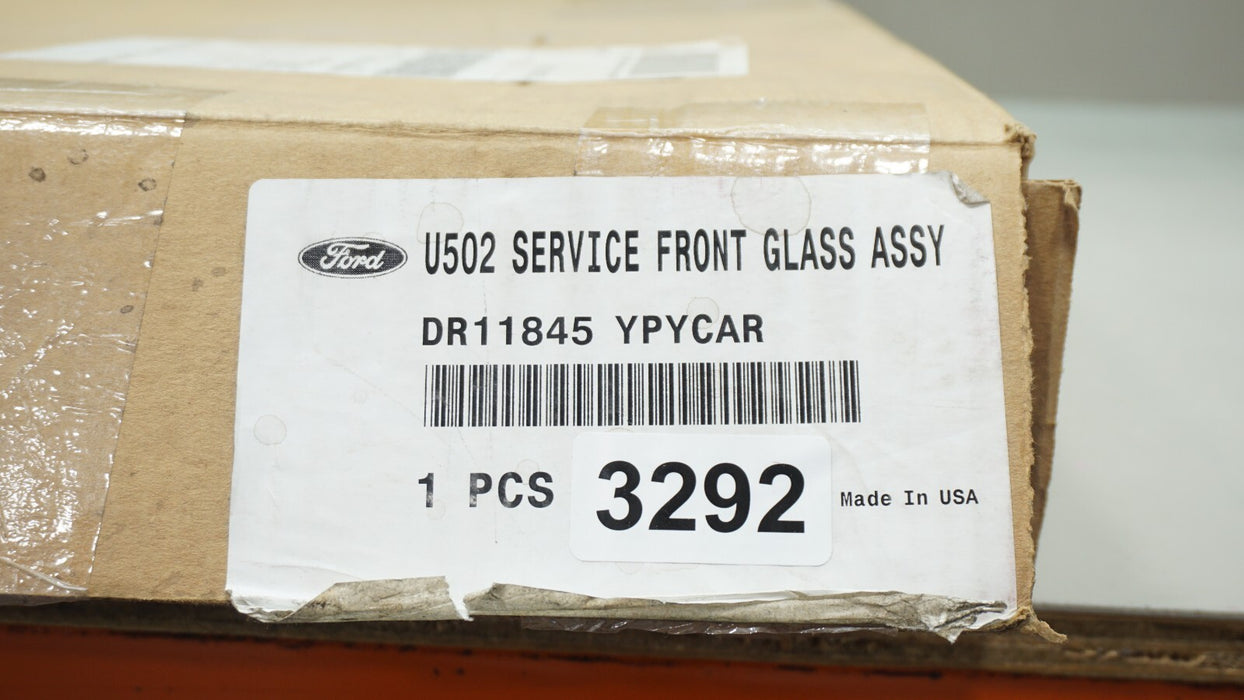 Ford
U502 SERVICE FRONT GLASS ASSY
DR11845 YPYCAR
1 PCS
3292
Made In USA